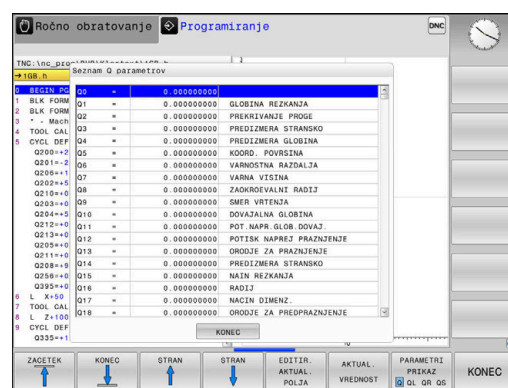 Ročno obratovanje Programiranje DNC
Seznam Q parametrov
→1GB.h
0 BEGIN PG
1 BLK FORM
2 BLK FORM
3 * - Mach
4 TOOL CAL
5 CYCL DEF
Q200=+2
Q201=-2
Q206=+1
Q202=+5
Q210=+0
Q203=+0
Q204=+5
Q212=+0
Q213=+0
Q205=+0
Q211=+0
Q208=+9
Q256=+0
Q395=+0
6 L X+50
7 TOOL CAL
8 L Z+100
9 CYCL DEF
Q335=+1
Q0 = 0.000000000
Q1 = 0.000000000 GLOBINA REZKANJA
Q2 = 0.000000000 PREKRIVANJE PROGE
Q3 = 0.000000000 PREDIZMERA STRANSKO
Q4 = 0.000000000 PREDIZMERA GLOBINA
Q5 = 0.000000000 KOORD. POVRSINA
Q6 = 0.000000000 VARNOSTNA RAZDALJA
Q7 = 0.000000000 VARNA VISINA
Q8 = 0.000000000 ZAOKROEVALNI RADIJ
Q9 = 0.000000000 SMER VRTENJA
Q10 = 0.000000000 DOVAJALNA GLOBINA
Q11 = 0.000000000 POT.NAPR.GLOB.DOVAJ.
Q12 = 0.000000000 POTISK NAPREJ PRAZNJENJE
Q13 = 0.000000000 ORODJE ZA PRAZNJENJE
Q14 = 0.000000000 PREDIZMERA STRANSKO
Q15 = 0.000000000 NAIN REZKANJA
Q16 = 0.000000000 RADIJ
Q17 = 0.000000000 NACIN DIMENZ.
Q18 = 0.000000000 ORODJE ZA PREDPRAZNJENJE
KONEC
ZACETEK
KONEC
STRAN
STRAN
EDITIR.
AKTUAL.
POLJA
AKTUAL.
VREDNOST
PARAMETRI
PRIKAZ
Q QL QR QS
KONEC